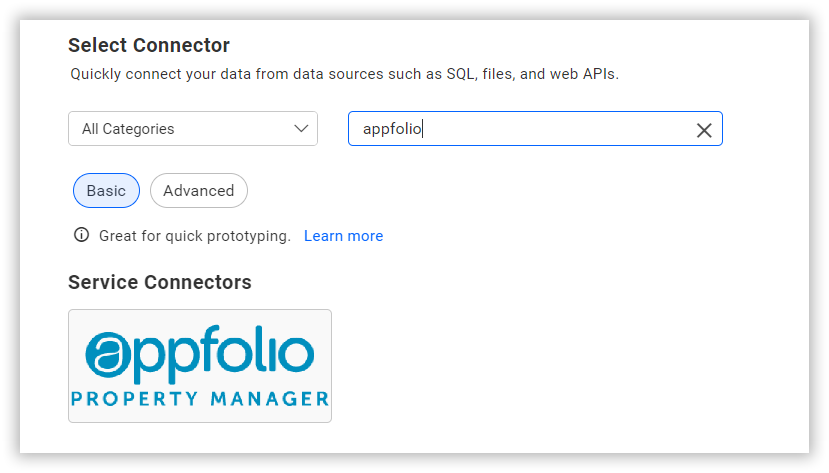 Select Connector
Quickly connect your data from data sources such as SQL, files, and web APIs.
All Categories
appfolio
Basic
Advanced
Great for quick prototyping. Learn more
Service Connectors
appfolio
PROPERTY MANAGER